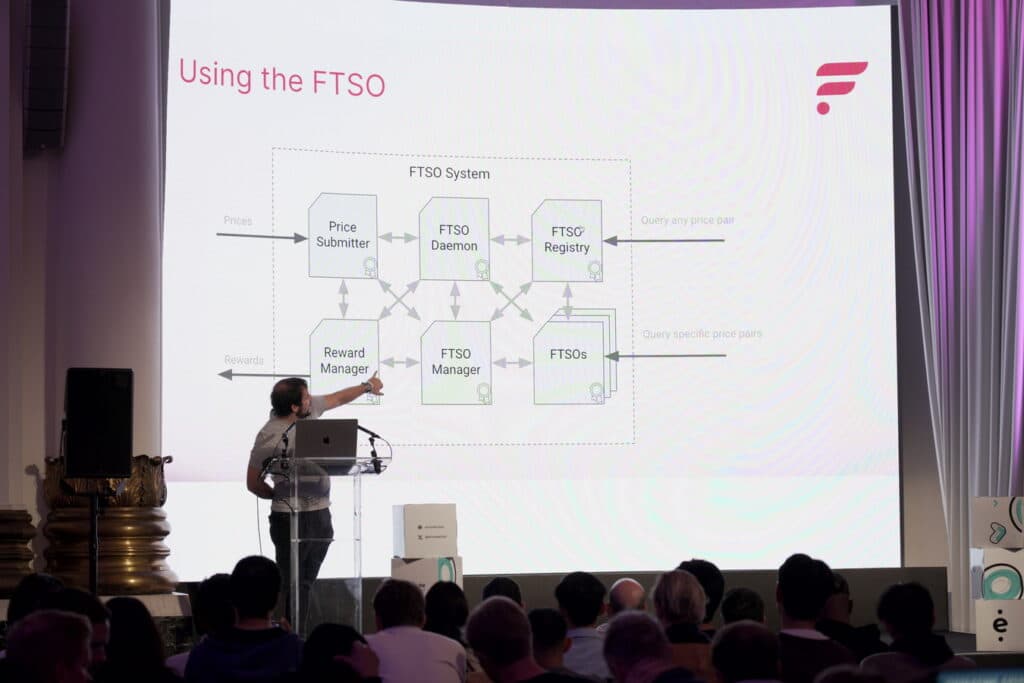 Using the FTSO
FTSO System
Prices
Price
Submitter
FTSO
Daemon
FTSO
Registry
Query any price pair
Rewards
Reward
Manager
FTSO
Manager
FTSOs
Query specific price pairs
ė